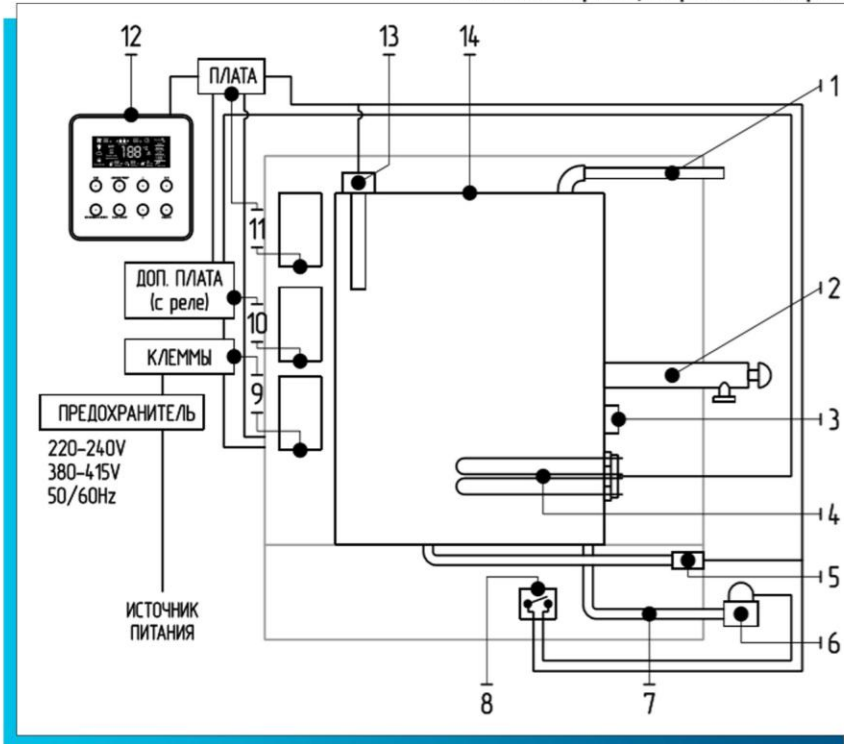 12
13
14
ПЛАТА
1
188
11
ДОП. ПЛАТА
(с реле)
2
10
КЛЕММЫ
9
3
ПРЕДОХРАНИТЕЛЬ
220-240V
380-415V
50/60Hz
4
5
ИСТОЧНИК
ПИТАНИЯ
6
8
7